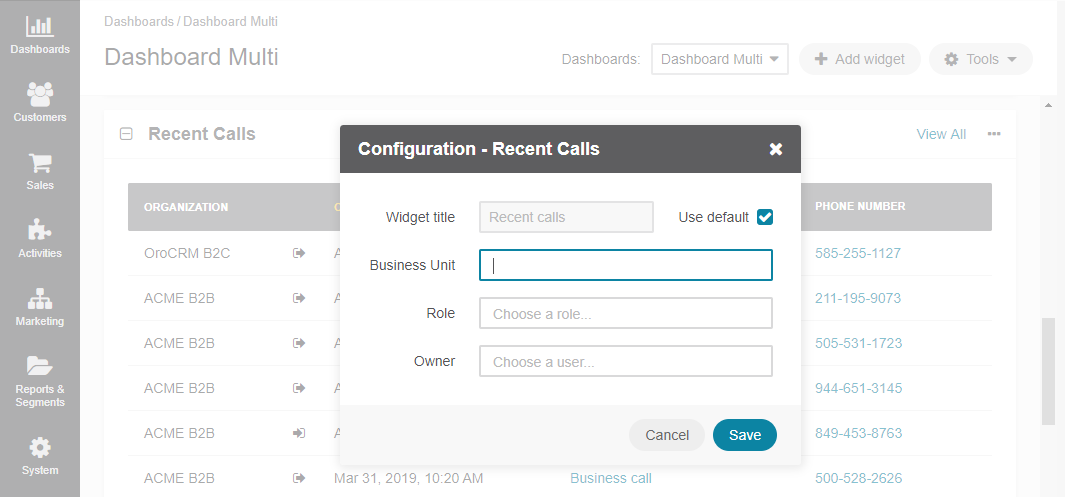 Dashboards
Customers
Sales
Activities
Marketing
Reports &
Segments
System
Dashboards / Dashboard Multi
Dashboard Multi
Dashboards: Dashboard Multi Add widget Tools
Recent Calls View All
Configuration - Recent Calls
Widget title Recent calls Use default
Business Unit
Role Choose a role...
Owner Choose a user...
Cancel Save
ORGANIZATION PHONE NUMBER
OroCRM B2C 585-255-1127
ACME B2B 211-195-9073
ACME B2B 505-531-1723
ACME B2B 944-651-3145
ACME B2B 849-453-8763
ACME B2B Mar 31, 2019, 10:20 AM Business call 500-528-2626